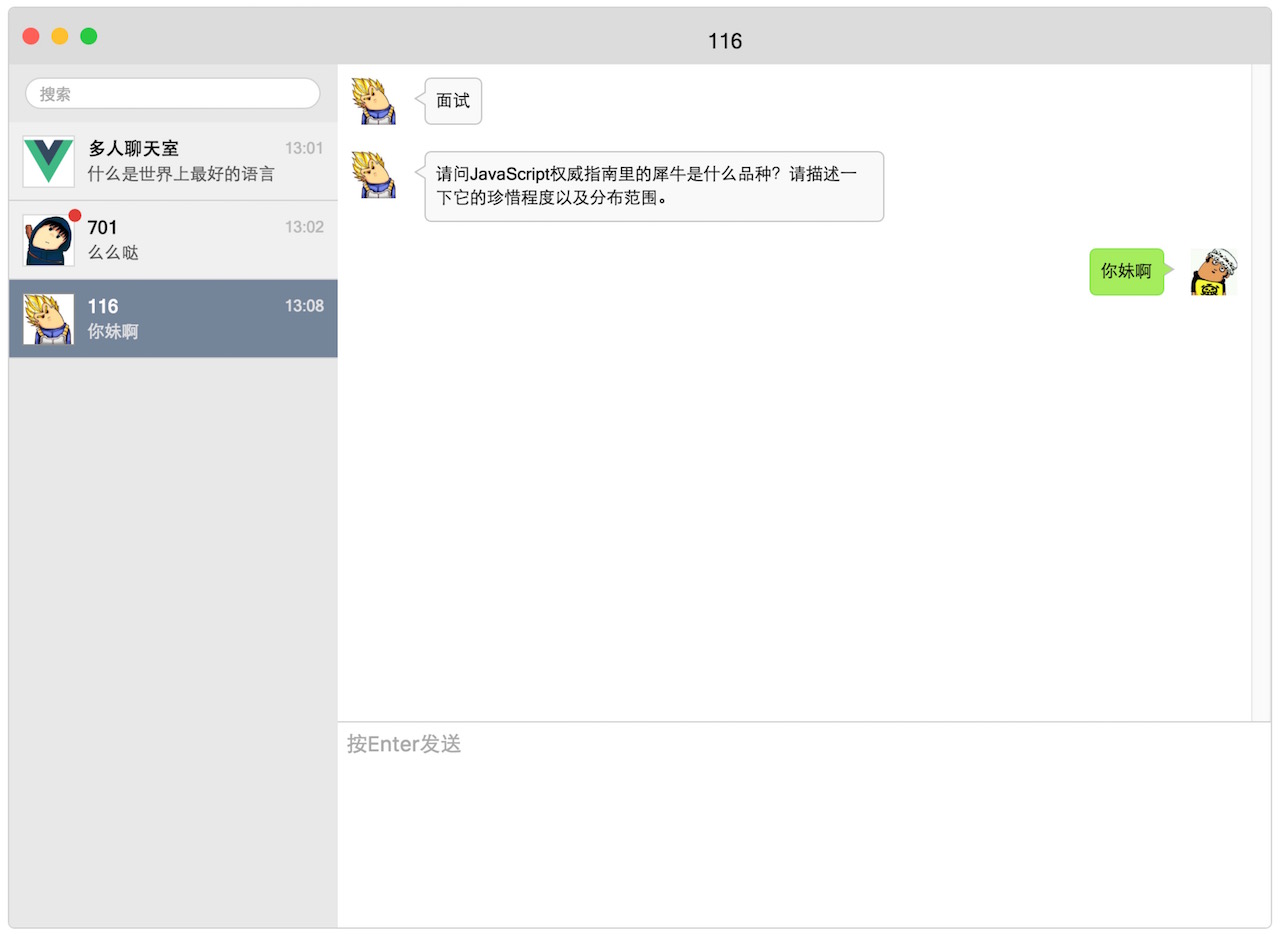 116
搜索
多人聊天室
13:01
什么是世界上最好的语言
701
13:02
么么哒
116
13:08
你妹啊
面试
请问JavaScript权威指南里的犀牛是什么品种？请描述一
下它的珍惜程度以及分布范围。
你妹啊
按Enter发送